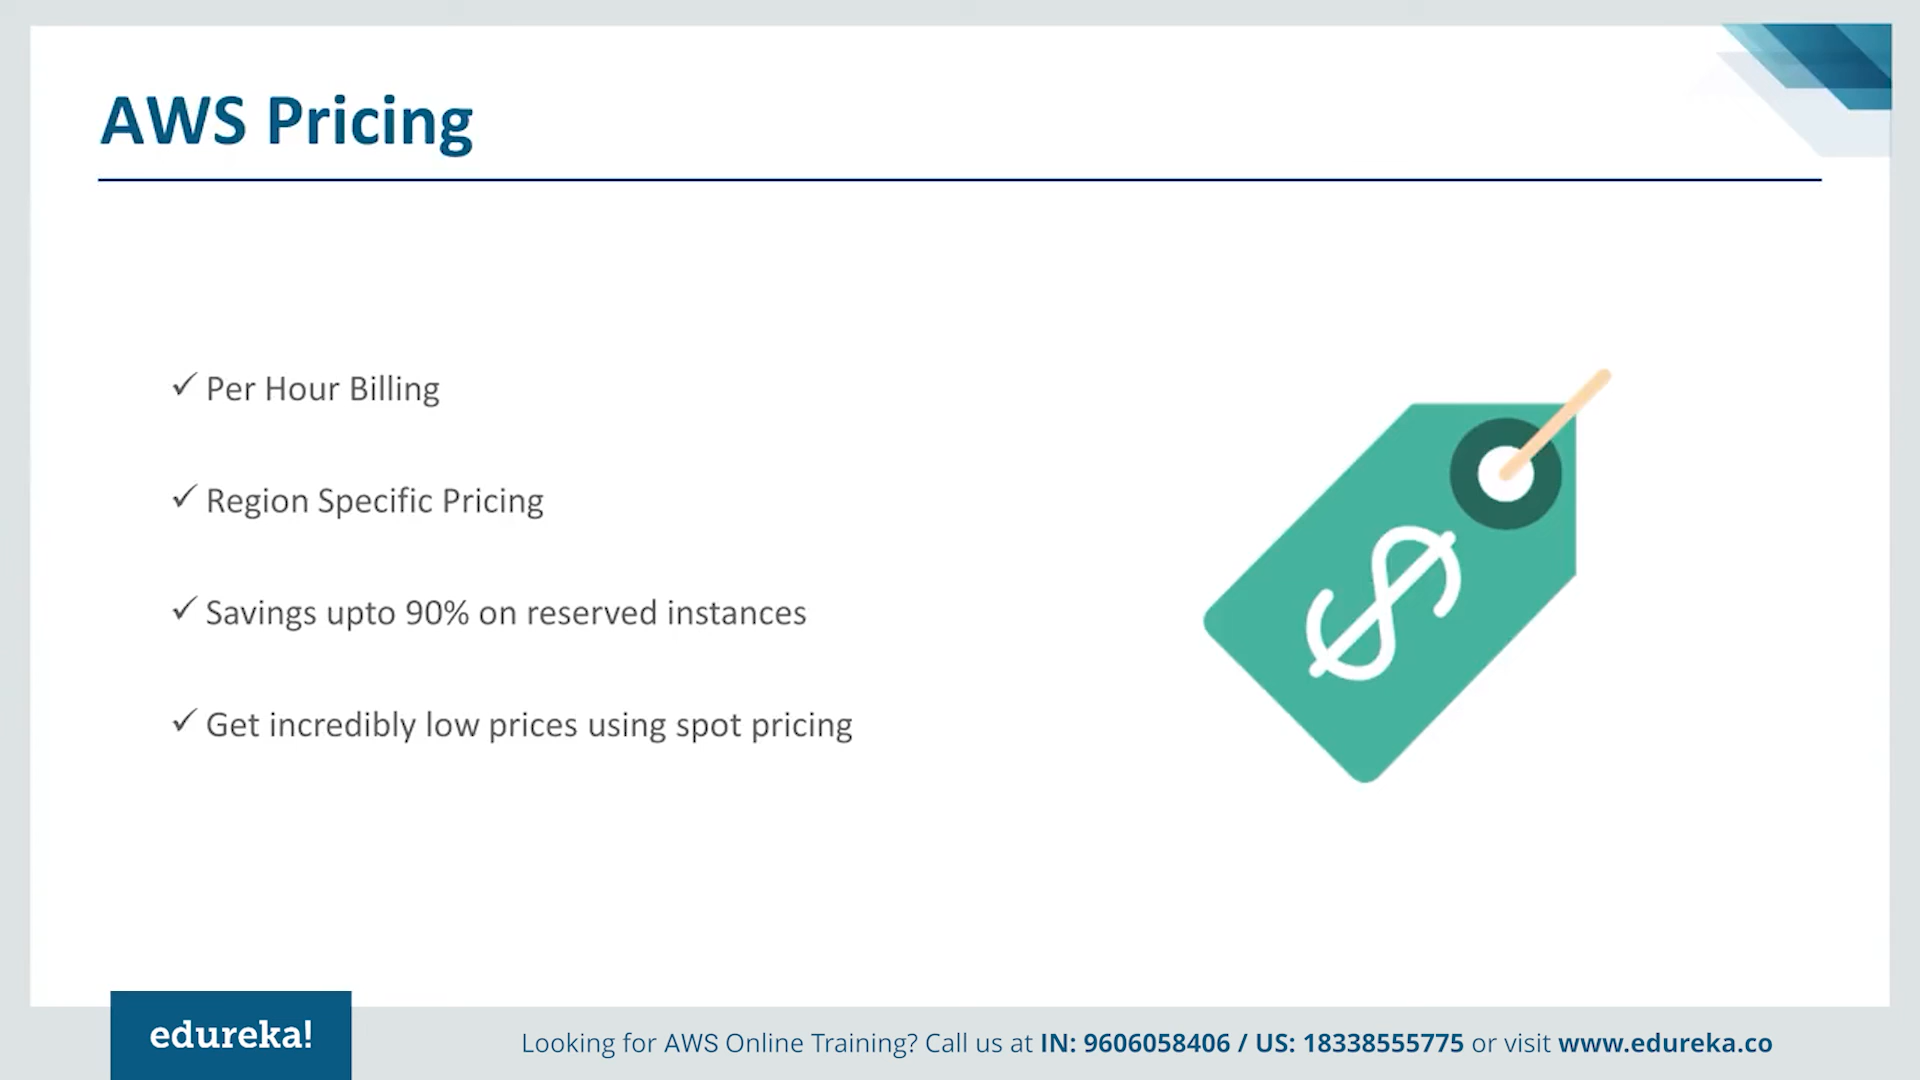 AWS Pricing
✓ Per Hour Billing
✓ Region Specific Pricing
✓ Savings upto 90% on reserved instances
✓ Get incredibly low prices using spot pricing
$
edureka!
Looking for AWS Online Training? Call us at IN: 9606058406 / US: 18338555775 or visit www.edureka.co